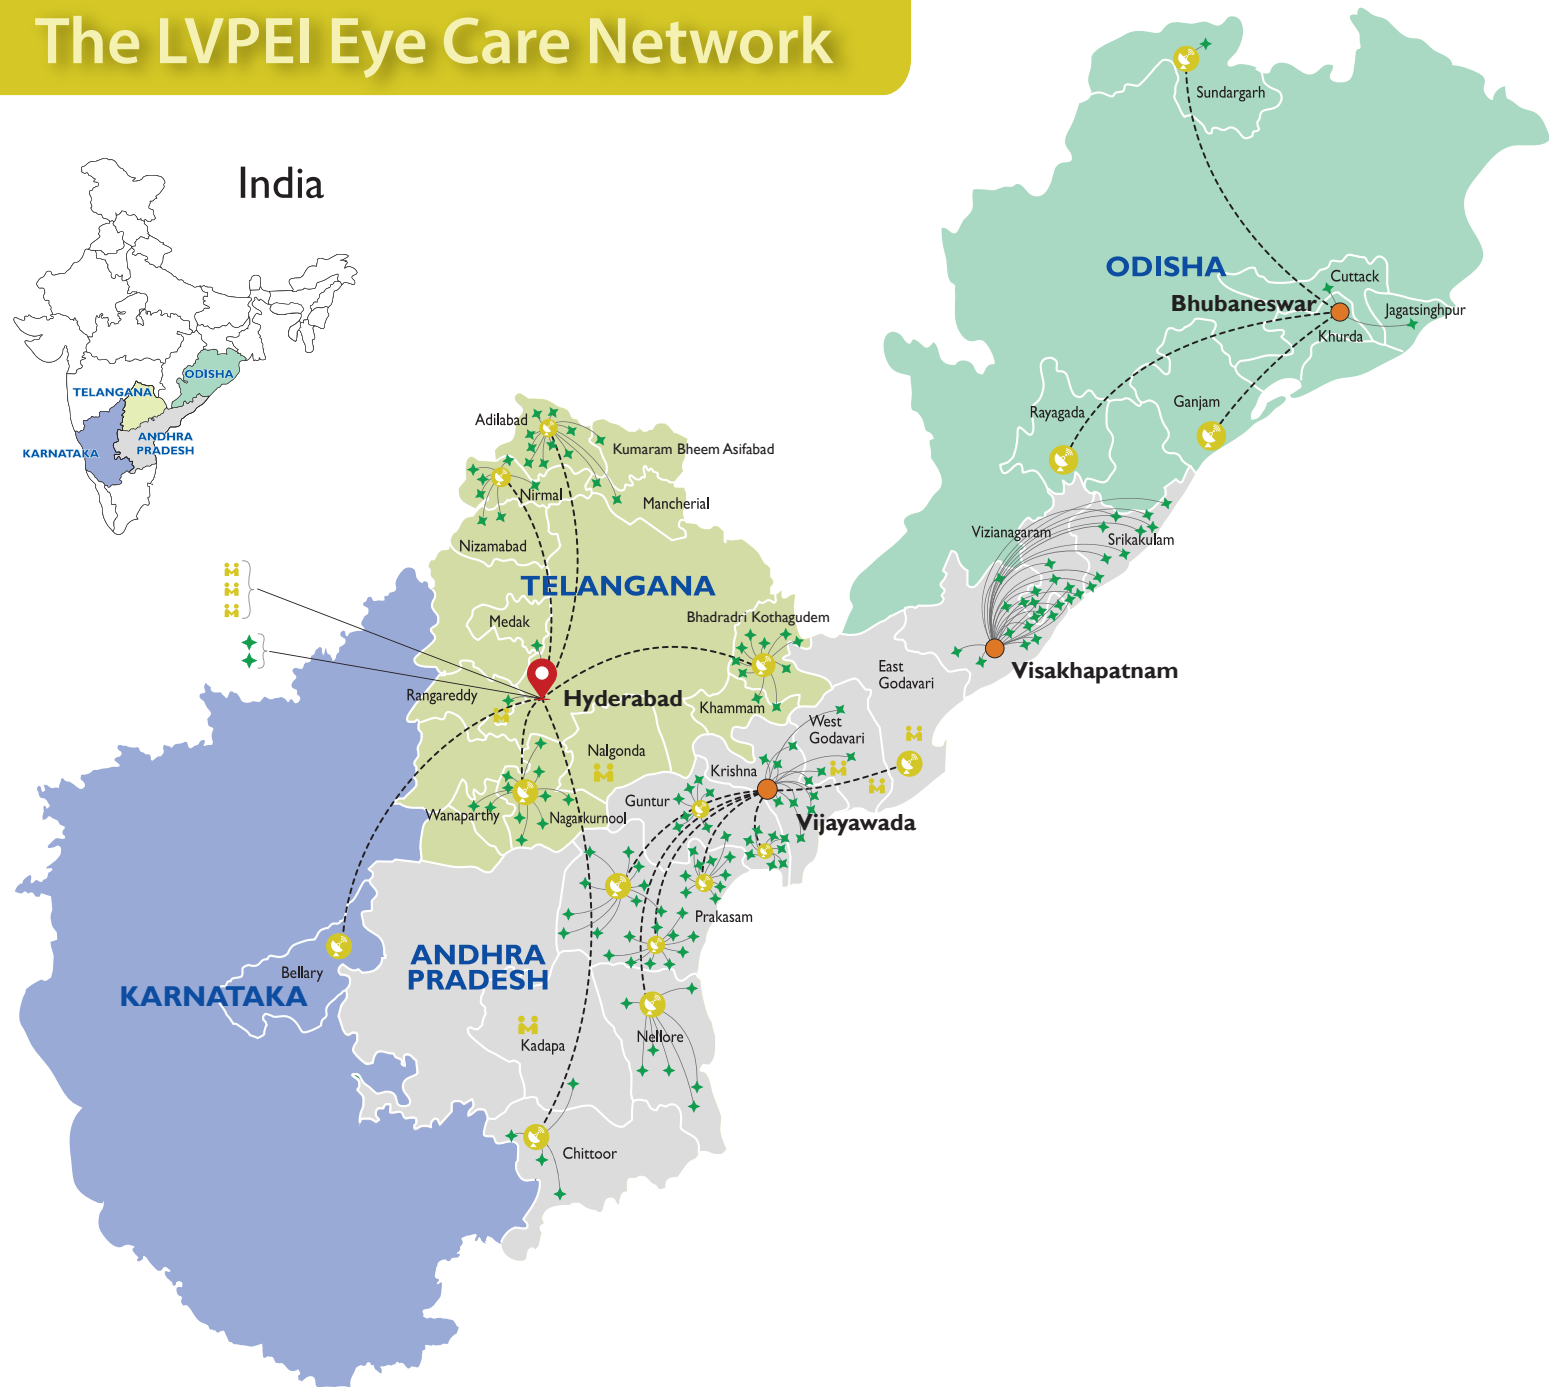 The LVPEI Eye Care Network
India
ODISHA
TELANGANA
KARNATAKA
ANDHRA
PRADESH
Sundargarh
ODISHA
Cuttack
Bhubaneswar
Jagatsinghpur
Khurda
Rayagada
Ganjam
Adilabad
Kumaram Bheem Asifabad
Nirmal
Mancherial
Nizamabad
TELANGANA
Medak
Bhadradri Kothagudem
Rangareddy
Hyderabad
Khammam
Nalgonda
Wanaparthy
Nagarkurnool
Vizianagaram
Srikakulam
Visakhapatnam
East
Godavari
West
Godavari
Krishna
Guntur
Vijayawada
Prakasam
ANDHRA
PRADESH
Bellary
KARNATAKA
Kadapa
Nellore
Chittoor